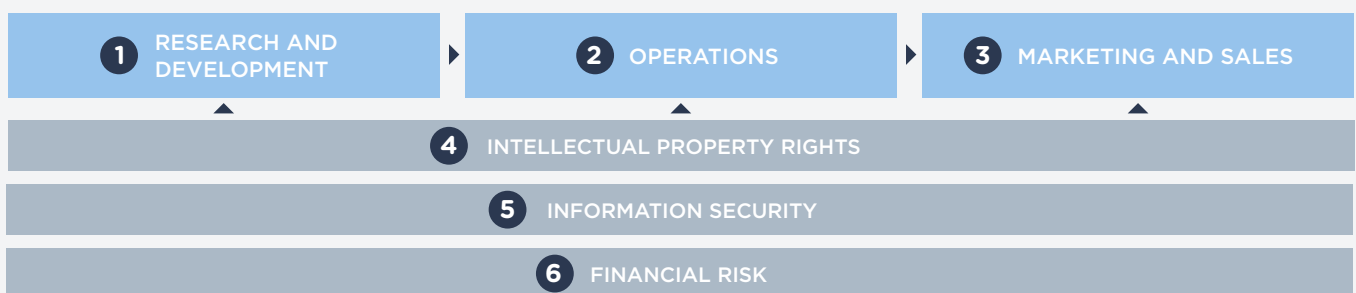 1 RESEARCH AND
DEVELOPMENT
2 OPERATIONS
3 MARKETING AND SALES
4 INTELLECTUAL PROPERTY RIGHTS
5 INFORMATION SECURITY
6 FINANCIAL RISK